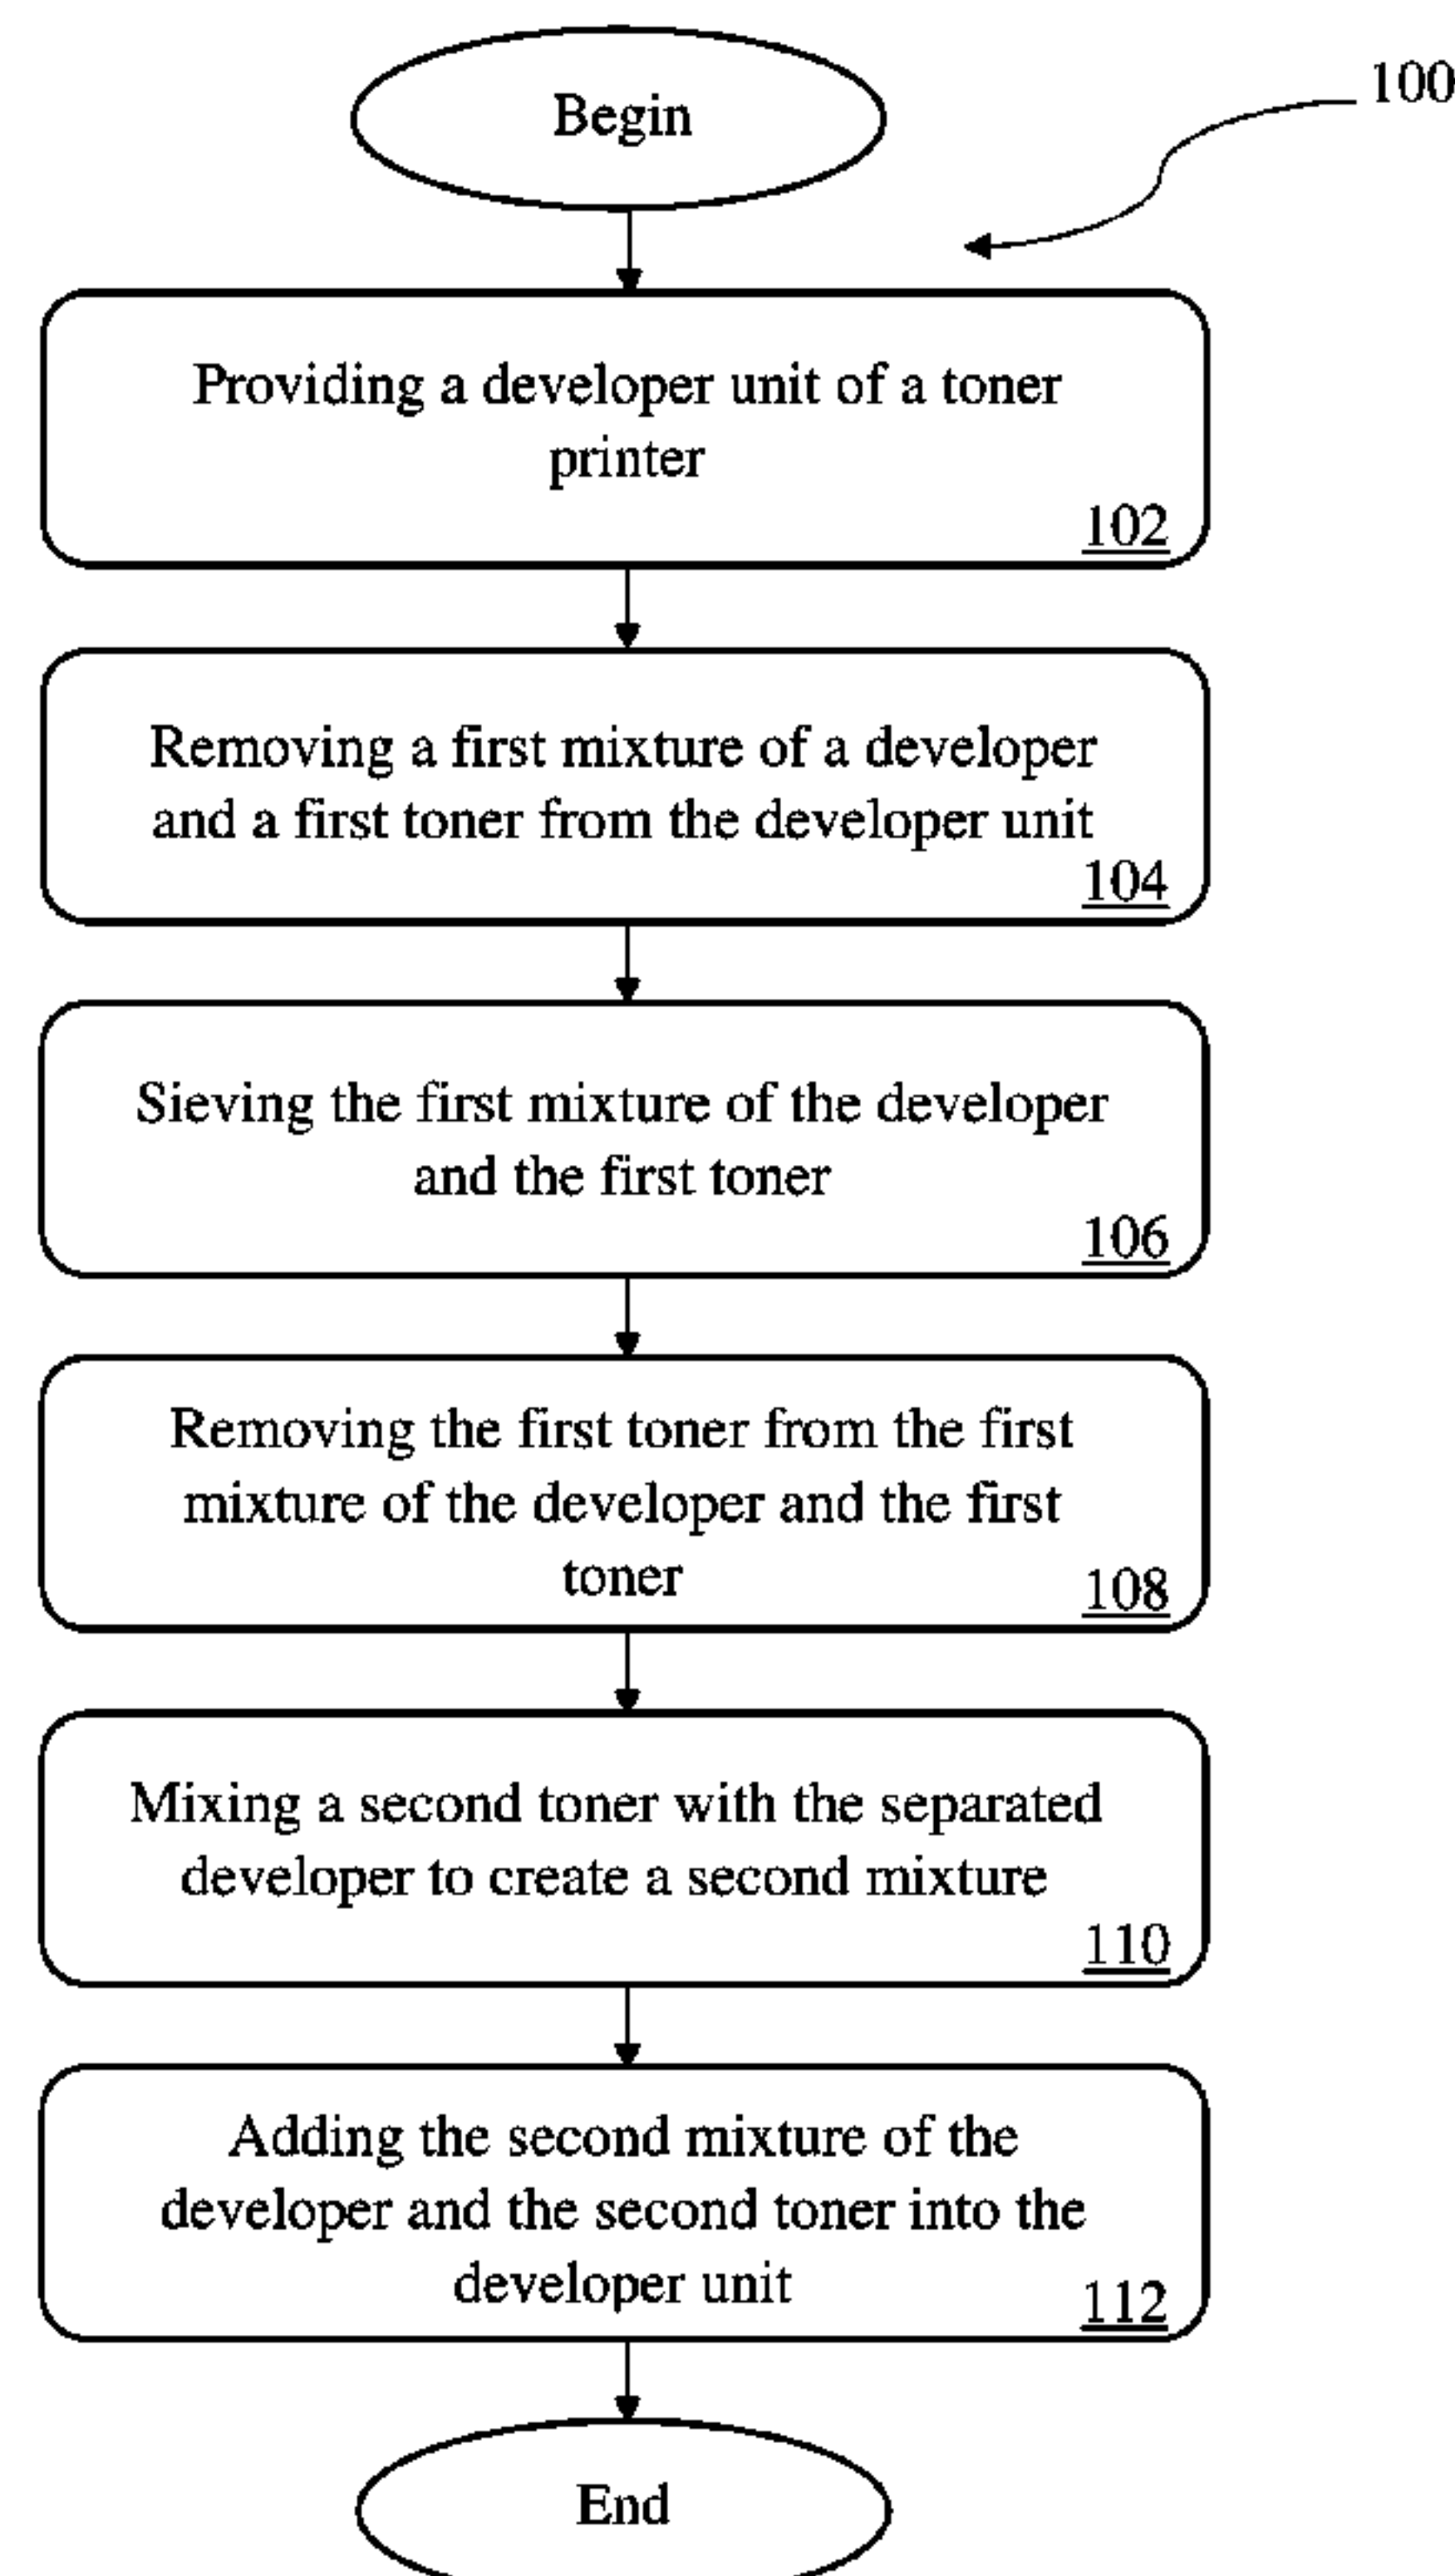 Begin
100
Providing a developer unit of a toner
printer
102
Removing a first mixture of a developer
and a first toner from the developer unit
104
Sieving the first mixture of the developer
and the first toner
106
Removing the first toner from the first
mixture of the developer and the first
toner
108
Mixing a second toner with the separated
developer to create a second mixture
110
Adding the second mixture of the
developer and the second toner into the
developer unit
112
End